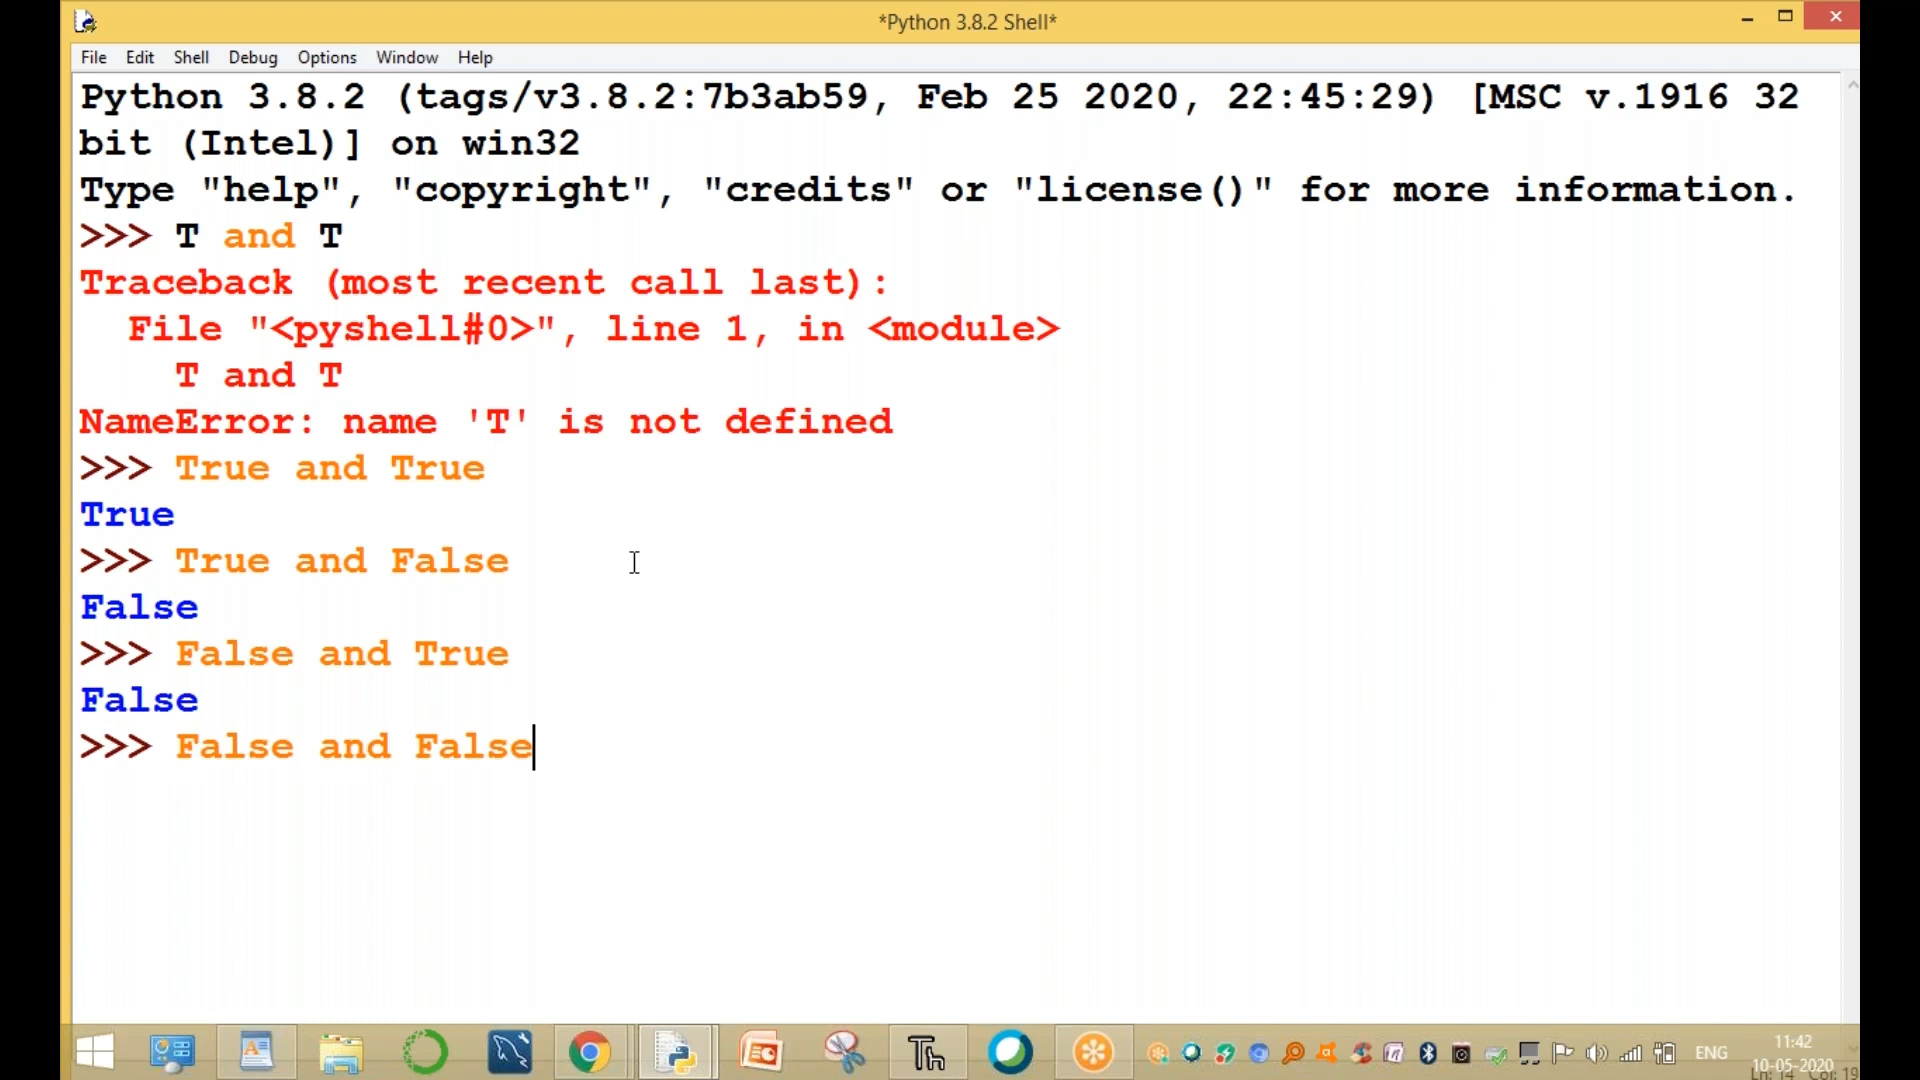 *Python 3.8.2 Shell*
File Edit Shell Debug Options Window Help
Python 3.8.2 (tags/v3.8.2:7b3ab59, Feb 25 2020, 22:45:29) [MSC v.1916 32
bit (Intel)] on win32
Type "help", "copyright", "credits" or "license()" for more information.
>>> T and T
Traceback (most recent call last):
  File "<pyshell#0>", line 1, in <module>
    T and T
NameError: name 'T' is not defined
>>> True and True
True
>>> True and False
False
>>> False and True
False
>>> False and False
Th
ENG
11:42
10-05-2020